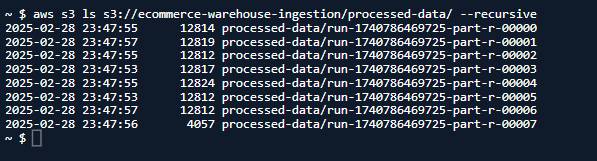 ~ $ aws s3 ls s3://ecommerce-warehouse-ingestion/processed-data/ --recursive
2025-02-28 23:47:55      12814 processed-data/run-1740786469725-part-r-00000
2025-02-28 23:47:57      12819 processed-data/run-1740786469725-part-r-00001
2025-02-28 23:47:55      12812 processed-data/run-1740786469725-part-r-00002
2025-02-28 23:47:53      12817 processed-data/run-1740786469725-part-r-00003
2025-02-28 23:47:55      12824 processed-data/run-1740786469725-part-r-00004
2025-02-28 23:47:53      12812 processed-data/run-1740786469725-part-r-00005
2025-02-28 23:47:57      12812 processed-data/run-1740786469725-part-r-00006
2025-02-28 23:47:56       4057 processed-data/run-1740786469725-part-r-00007
~ $